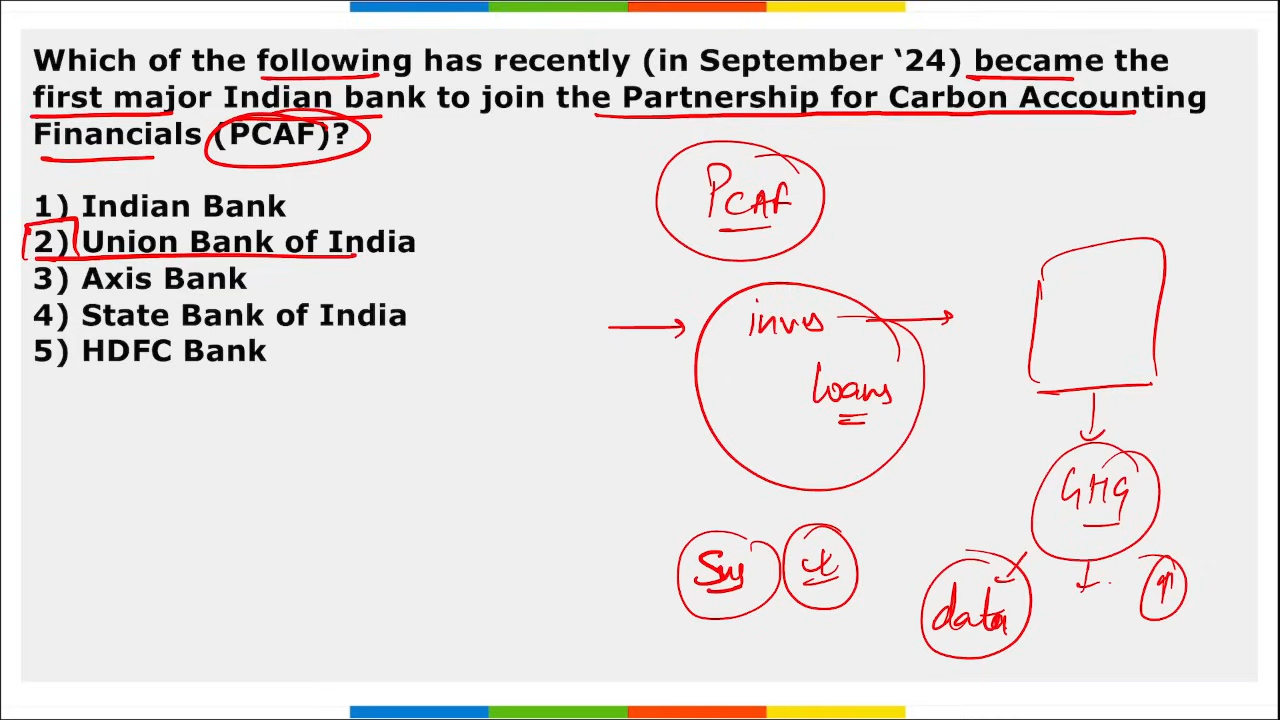 Which of the following has recently (in September ‘24) became the
first major Indian bank to join the Partnership for Carbon Accounting
Financials (PCAF)?
1) Indian Bank
2) Union Bank of India
3) Axis Bank
4) State Bank of India
5) HDFC Bank
PCAF
inves
loans
GHG
data